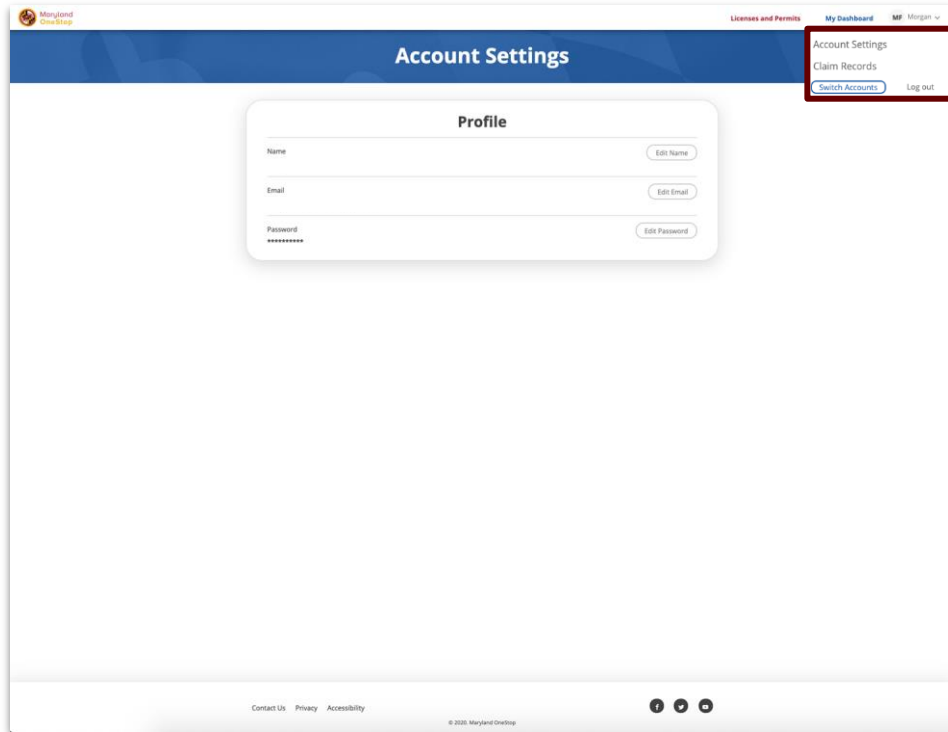 Maryland
OneStop
Licenses and Permits My Dashboard MF Morgan
Account Settings
Account Settings
Claim Records
Switch Accounts Log out
Profile
Name Edit Name
Email Edit Email
Password Edit Password
**********
Contact Us Privacy Accessibility
© 2020. Maryland OneStop